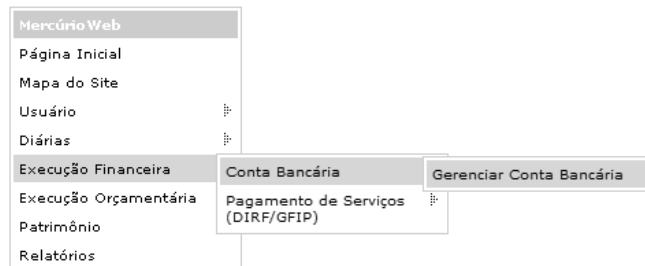 Mercúrio Web
Página Inicial
Mapa do Site
Usuário
Diárias
Execução Financeira
Execução Orçamentária
Patrimônio
Relatórios
Conta Bancária
Pagamento de Serviços
(DIRF/GFIP)
Gerenciar Conta Bancária